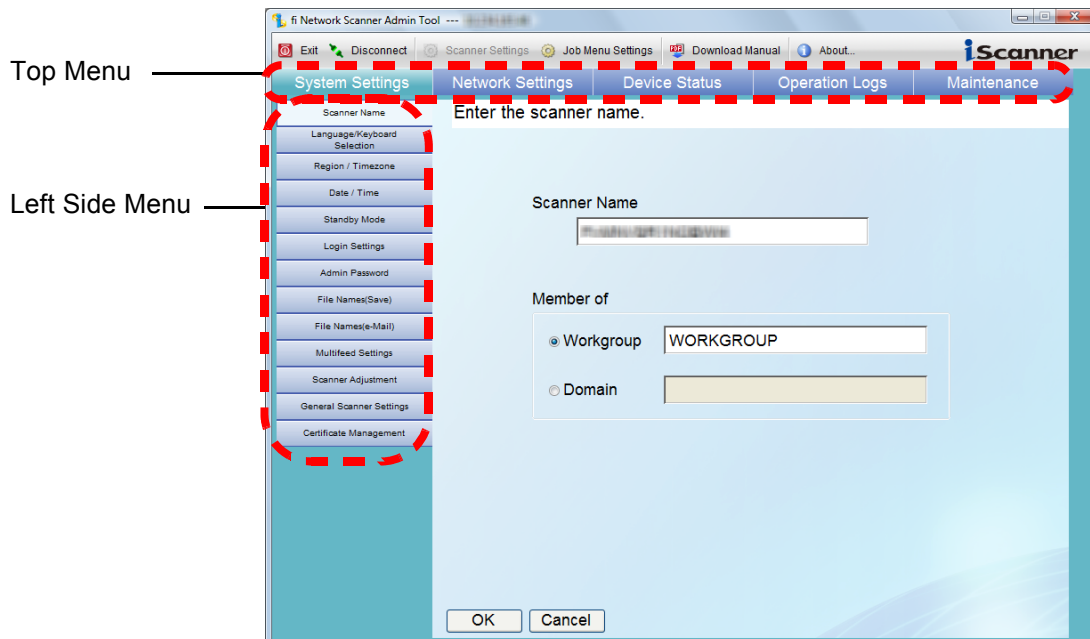 fi Network Scanner Admin Tool ---
Exit Disconnect Scanner Settings Job Menu Settings Download Manual About... iScanner
Top Menu
System Settings Network Settings Device Status Operation Logs Maintenance
Scanner Name
Enter the scanner name.
Language/Keyboard
Selection
Region / Timezone
Date / Time
Left Side Menu
Standby Mode
Login Settings
Admin Password
File Names(Save)
File Names(e-Mail)
Multifeed Settings
Scanner Adjustment
General Scanner Settings
Certificate Management
Scanner Name
Member of
Workgroup WORKGROUP
Domain
OK Cancel